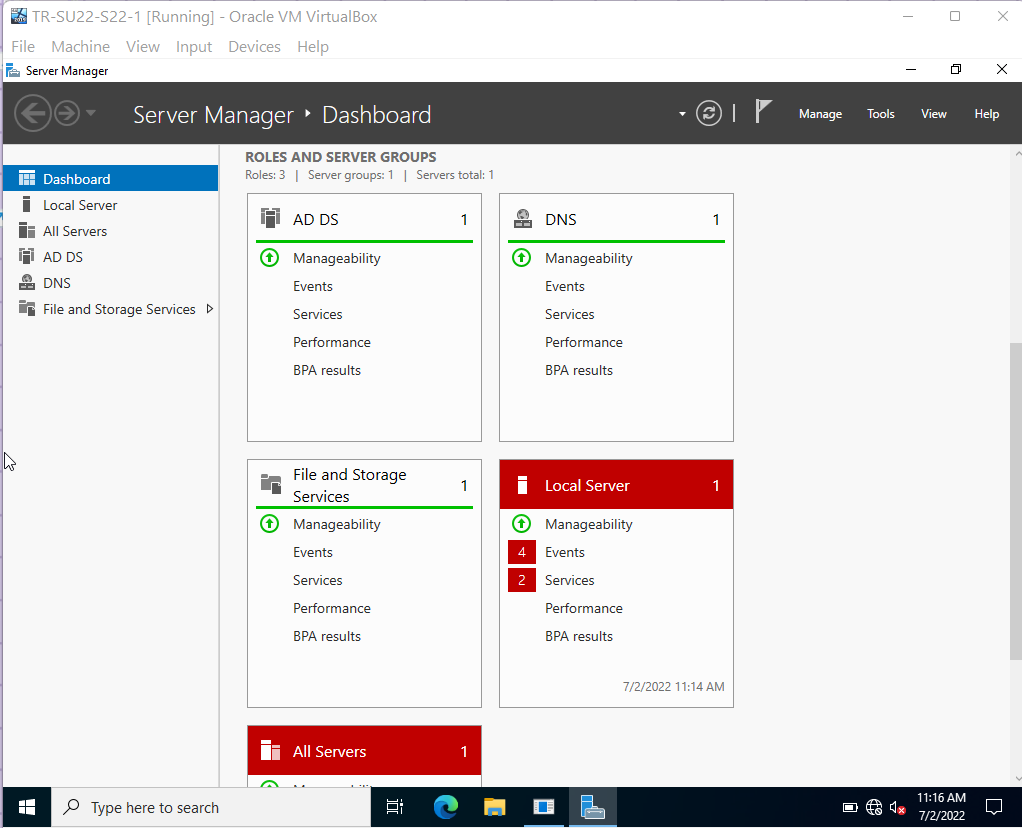 TR-SU22-S22-1 [Running] - Oracle VM VirtualBox
File Machine View Input Devices Help
Server Manager
Server Manager Dashboard
Manage Tools View Help
Dashboard
Local Server
All Servers
AD DS
DNS
File and Storage Services
ROLES AND SERVER GROUPS
Roles: 3 | Server groups: 1 | Servers total: 1
AD DS 1
Manageability
Events
Services
Performance
BPA results
DNS 1
Manageability
Events
Services
Performance
BPA results
File and Storage
Services 1
Manageability
Events
Services
Performance
BPA results
Local Server 1
Manageability
4 Events
2 Services
Performance
BPA results
7/2/2022 11:14 AM
All Servers 1
Manageability
Type here to search
11:16 AM
7/2/2022